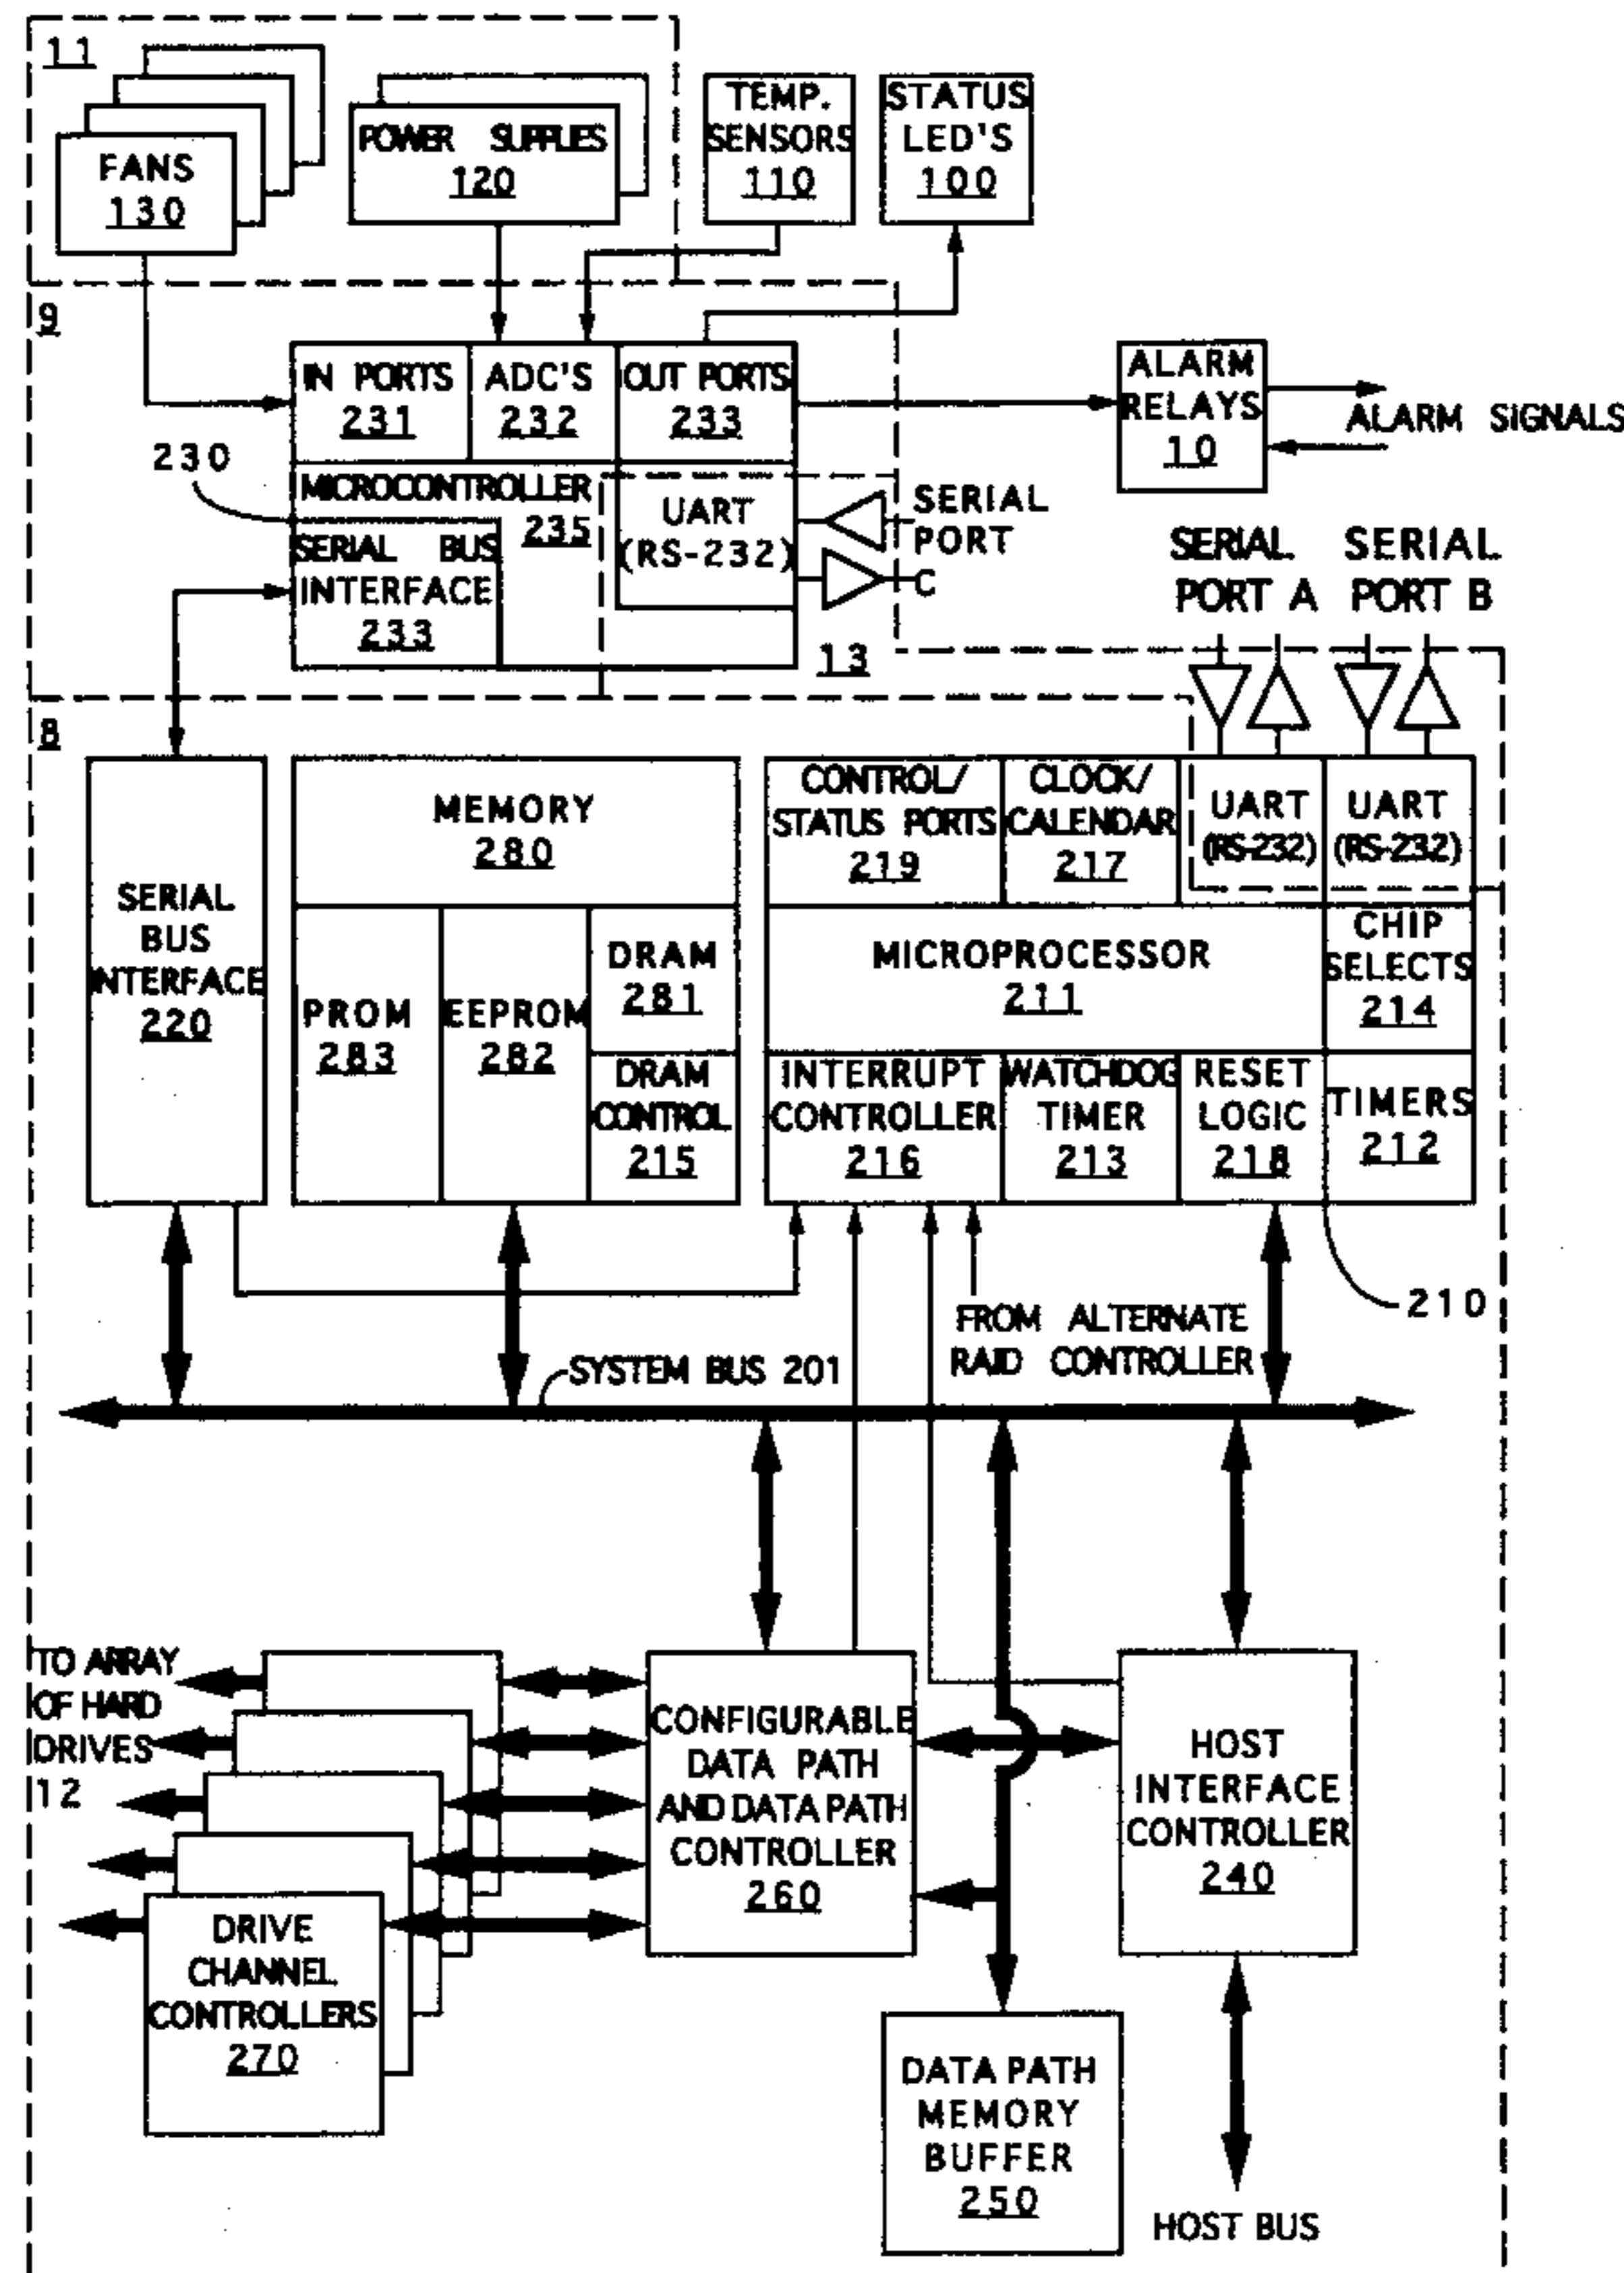 11
FANS
130
POWER SUPPLIES
120
TEMP.
SENSORS
110
STATUS
LED'S
100
9
IN PORTS
231
ADC'S
232
OUT PORTS
233
ALARM
RELAYS
10
ALARM SIGNALS
230
MICROCONTROLLER
235
SERIAL BUS
INTERFACE
233
UART
(RS-232)
SERIAL
PORT
C
13
SERIAL
PORT A
SERIAL
PORT B
8
SERIAL
BUS
INTERFACE
220
MEMORY
280
PROM
283
EEPROM
282
DRAM
281
DRAM
CONTROL
215
CONTROL/
STATUS PORTS
219
CLOCK/
CALENDAR
217
UART
(RS-232)
UART
(RS-232)
MICROPROCESSOR
211
CHIP
SELECTS
214
INTERRUPT
CONTROLLER
216
WATCHDOG
TIMER
213
RESET
LOGIC
218
TIMERS
212
210
FROM ALTERNATE
RAID CONTROLLER
SYSTEM BUS 201
TO ARRAY
OF HARD
DRIVES
12
DRIVE
CHANNEL
CONTROLLERS
270
CONFIGURABLE
DATA PATH
AND DATA PATH
CONTROLLER
260
HOST
INTERFACE
CONTROLLER
240
DATA PATH
MEMORY
BUFFER
250
HOST BUS